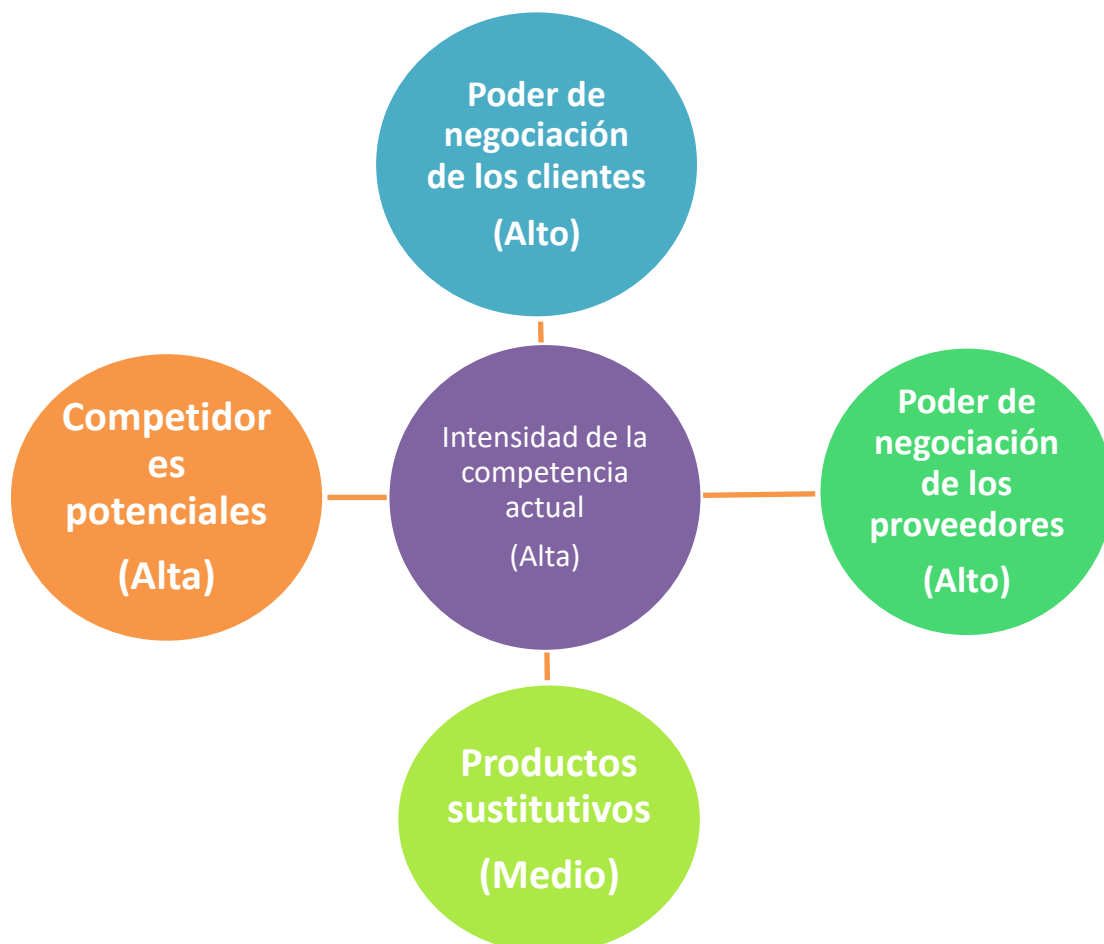 Poder de
negociación
de los clientes
(Alto)
Competidor
es
potenciales
(Alta)
Intensidad de la
competencia
actual
(Alta)
Poder de
negociación
de los
proveedores
(Alto)
Productos
sustitutivos
(Medio)